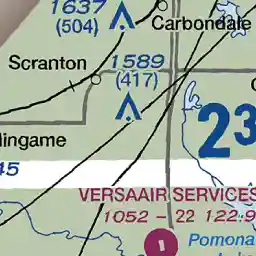 1637
(504)
Carbondale
Scranton
1589
(417)
23
lingame
45
VERSAAIR SERVICES
1052 - 22 122.9
Pomona